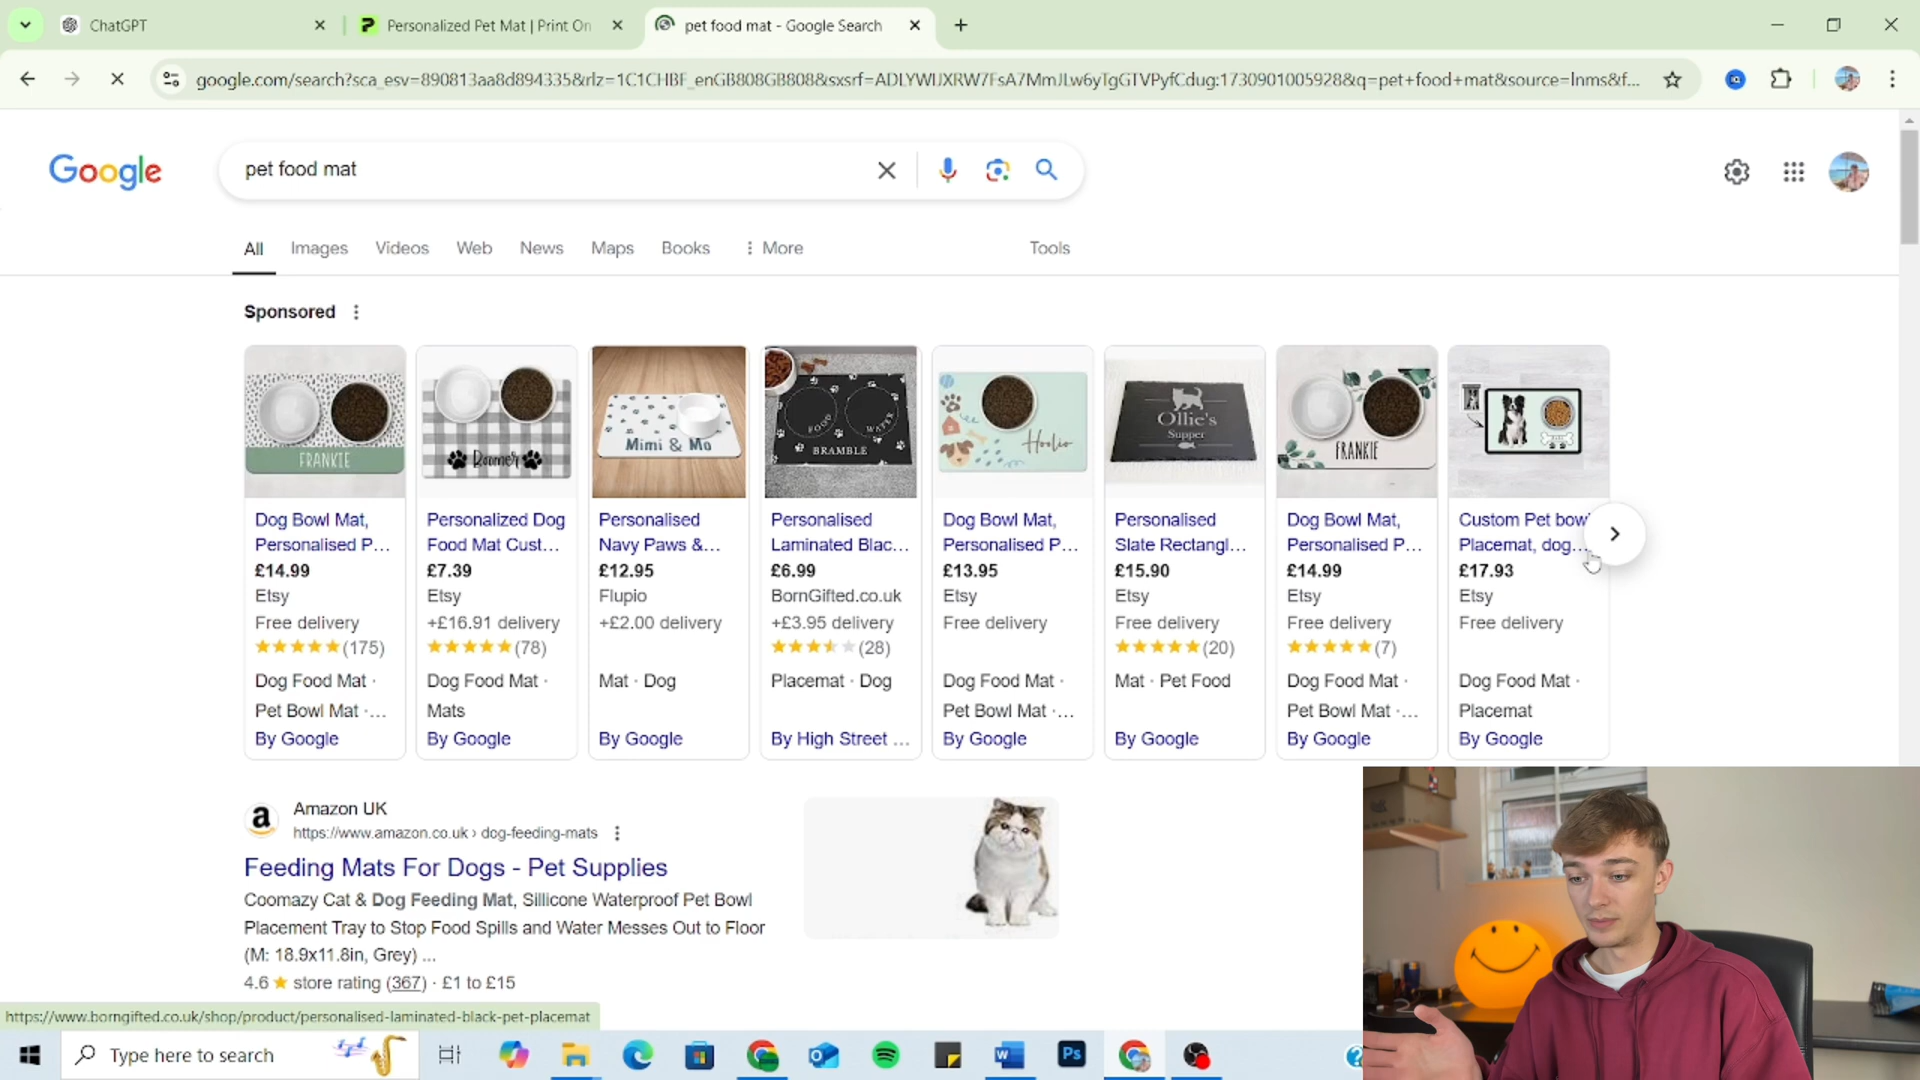 ChatGPT
Personalized Pet Mat | Print On
pet food mat - Google Search
google.com/search?sca_esv=890813aa8d894335&rlz=1C1CHBF_enGB808GB808&sxsrf=ADLYWIJXRW7FsA7MmJLw6yTgGTVPyfCdug:1730901005928&q=pet+food+mat&source=lnms&f...
Google
pet food mat
All Images Videos Web News Maps Books More Tools
Sponsored
FRANKIE
Boomer
Mimi & Mo
FOOD WATER
BRAMBLE
Hoolio
Ollie's
Supper
FRANKIE
Dog Bowl Mat,
Personalised P...
£14.99
Etsy
Free delivery
(175)
Dog Food Mat ·
Pet Bowl Mat ·...
By Google
Personalized Dog
Food Mat Cust...
£7.39
Etsy
+£16.91 delivery
(78)
Dog Food Mat ·
Mats
By Google
Personalised
Navy Paws &...
£12.95
Flupio
+£2.00 delivery
Mat · Dog
By Google
Personalised
Laminated Blac...
£6.99
BornGifted.co.uk
+£3.95 delivery
(28)
Placemat · Dog
By High Street ...
Dog Bowl Mat,
Personalised P...
£13.95
Etsy
Free delivery
Dog Food Mat ·
Pet Bowl Mat ·...
By Google
Personalised
Slate Rectangl...
£15.90
Etsy
Free delivery
(20)
Mat · Pet Food
By Google
Dog Bowl Mat,
Personalised P...
£14.99
Etsy
Free delivery
(7)
Dog Food Mat ·
Pet Bowl Mat ·...
By Google
Custom Pet bowl
Placemat, dog...
£17.93
Etsy
Free delivery
Dog Food Mat ·
Placemat
By Google
a
Amazon UK
https://www.amazon.co.uk › dog-feeding-mats
Feeding Mats For Dogs - Pet Supplies
Coomazy Cat & Dog Feeding Mat, Sillicone Waterproof Pet Bowl
Placement Tray to Stop Food Spills and Water Messes Out to Floor
(M: 18.9x11.8in, Grey) ...
4.6 store rating (367) · £1 to £15
https://www.borngifted.co.uk/shop/product/personalised-laminated-black-pet-placemat
Type here to search
Ps